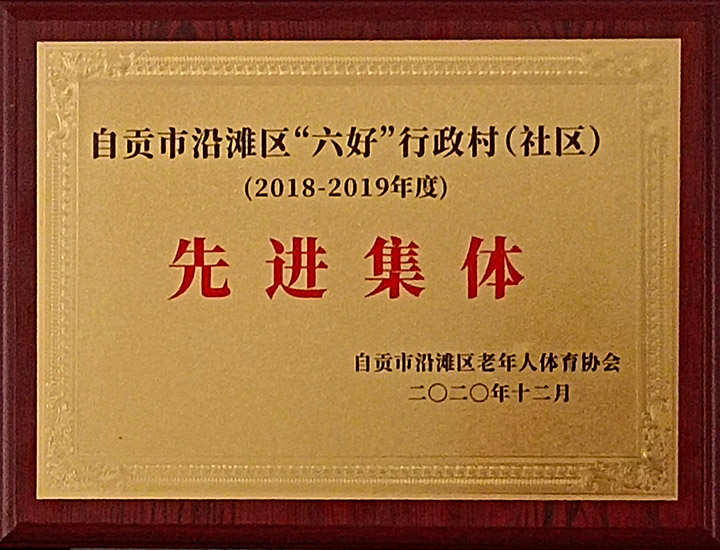 自贡市沿滩区“六好”行政村（社区）
(2018-2019年度)
先进集体
自贡市沿滩区老年人体育协会
二〇二〇年十二月